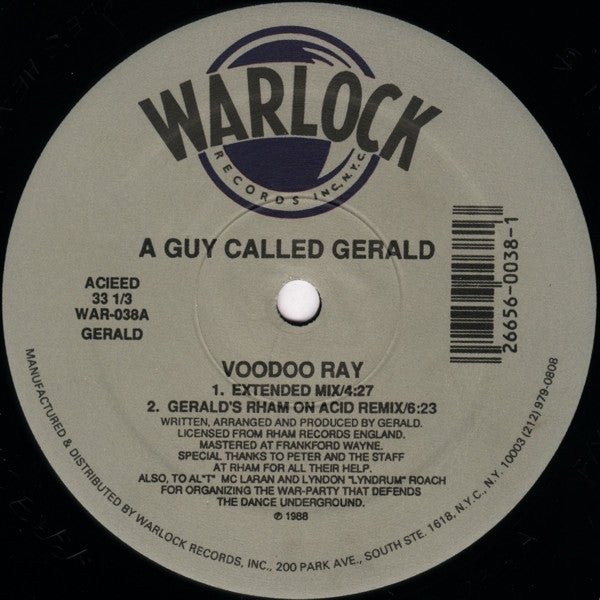 WARLOCK
RECORDS INC. N.Y.C.
A GUY CALLED GERALD
ACIEED
33 1/3
WAR-038A
GERALD
26656-0038-1
VOODOO RAY
1. EXTENDED MIX/4:27
2. GERALD'S RHAM ON ACID REMIX/6:23
WRITTEN, ARRANGED AND PRODUCED BY GERALD.
LICENSED FROM RHAM RECORDS ENGLAND.
MASTERED AT FRANKFORD WAYNE.
SPECIAL THANKS TO PETER AND THE STAFF
AT RHAM FOR ALL THEIR HELP.
ALSO, TO AL"T" MC LARAN AND LYNDON "LYNDRUM" ROACH
FOR ORGANIZING THE WAR-PARTY THAT DEFENDS
THE DANCE UNDERGROUND.
℗ 1988
MANUFACTURED & DISTRIBUTED BY WARLOCK RECORDS, INC., 200 PARK AVE., SOUTH STE. 1618, N.Y.C., N.Y. 10003 (212) 979-0808